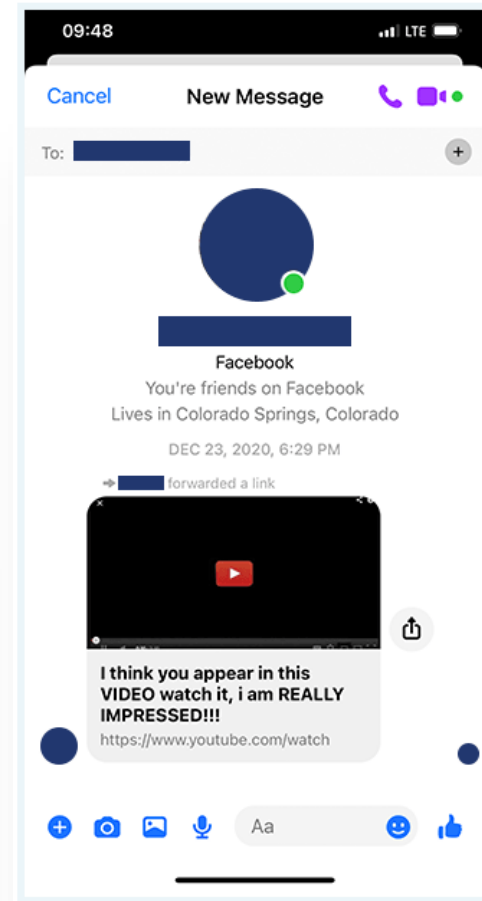 09:48
LTE
Cancel New Message
To:
Facebook
You're friends on Facebook
Lives in Colorado Springs, Colorado
DEC 23, 2020, 6:29 PM
forwarded a link
I think you appear in this
VIDEO watch it, i am REALLY
IMPRESSED!!!
https://www.youtube.com/watch
Aa